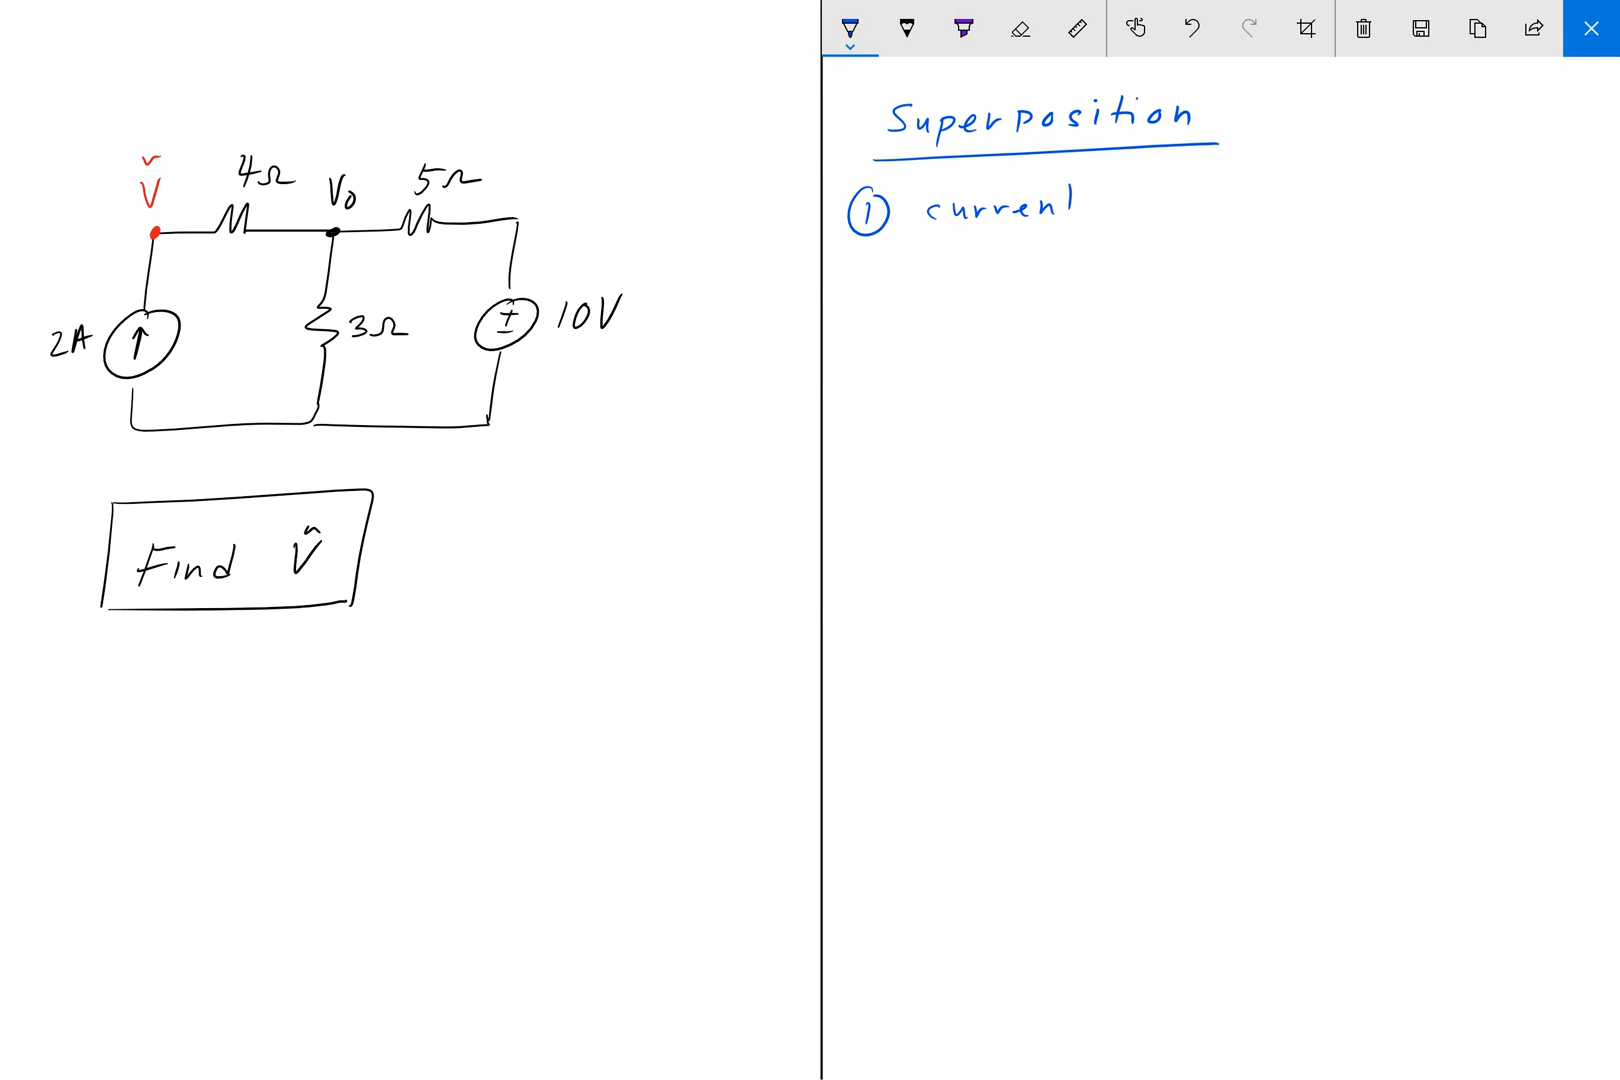 Superposition
① current
V̌
4Ω
V₀
5Ω
2A
3Ω
10V
Find V̂